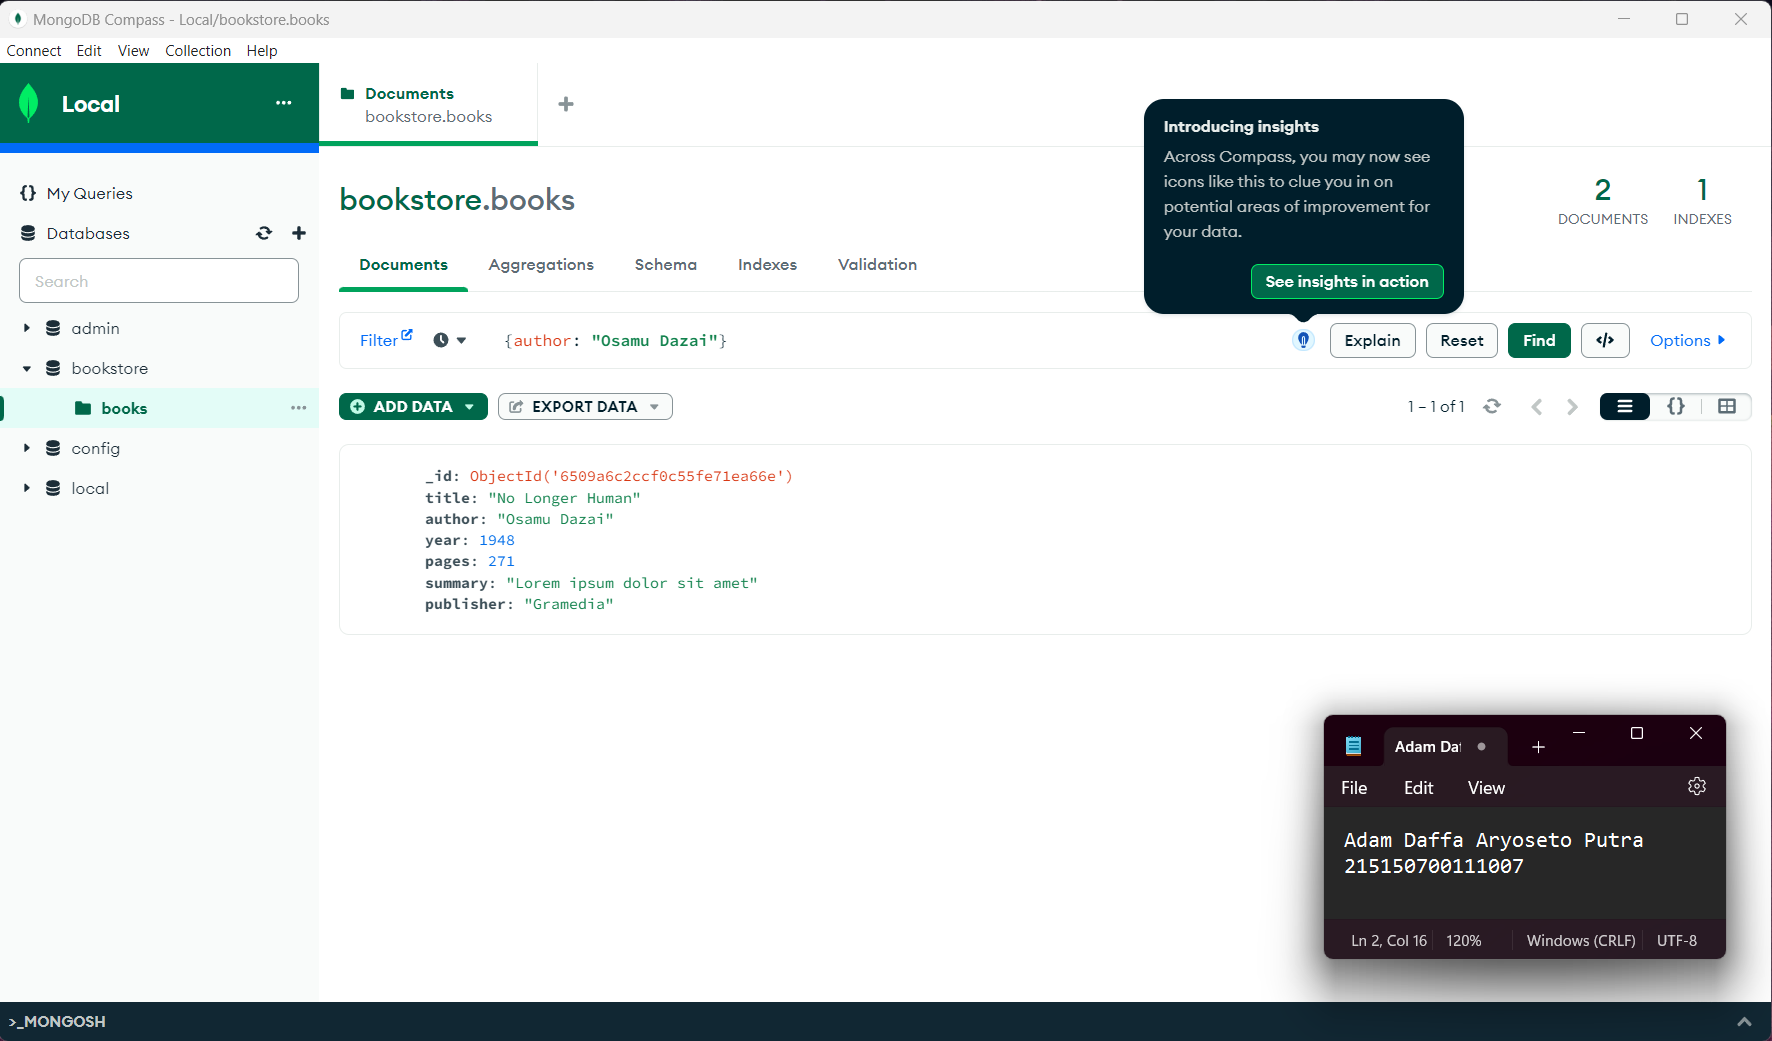 MongoDB Compass - Local/bookstore.books
Connect Edit View Collection Help
Local
Documents
bookstore.books
My Queries
Databases
Search
admin
bookstore
books
config
local
bookstore.books
2
DOCUMENTS
1
INDEXES
Introducing insights
Across Compass, you may now see
icons like this to clue you in on
potential areas of improvement for
your data.
See insights in action
Documents Aggregations Schema Indexes Validation
Filter {author: "Osamu Dazai"} Explain Reset Find </> Options
ADD DATA EXPORT DATA 1 – 1 of 1 {}
_id: ObjectId('6509a6c2ccf0c55fe71ea66e')
title: "No Longer Human"
author: "Osamu Dazai"
year: 1948
pages: 271
summary: "Lorem ipsum dolor sit amet"
publisher: "Gramedia"
Adam Daf
File Edit View
Adam Daffa Aryoseto Putra
215150700111007
Ln 2, Col 16 120% Windows (CRLF) UTF-8
>_MONGOSH